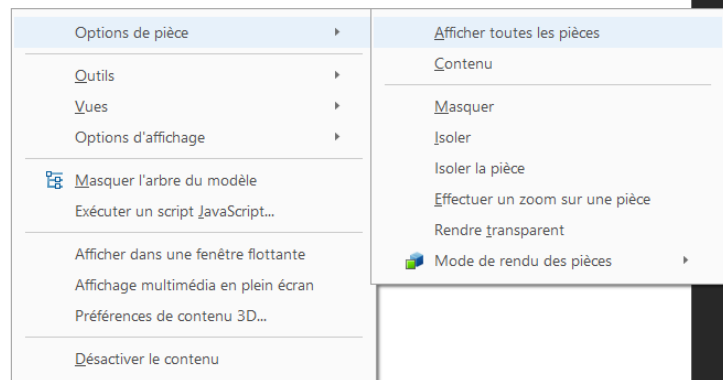 Options de pièce
Outils
Vues
Options d'affichage
Masquer l'arbre du modèle
Exécuter un script JavaScript...
Afficher dans une fenêtre flottante
Affichage multimédia en plein écran
Préférences de contenu 3D...
Désactiver le contenu
Afficher toutes les pièces
Contenu
Masquer
Isoler
Isoler la pièce
Effectuer un zoom sur une pièce
Rendre transparent
Mode de rendu des pièces